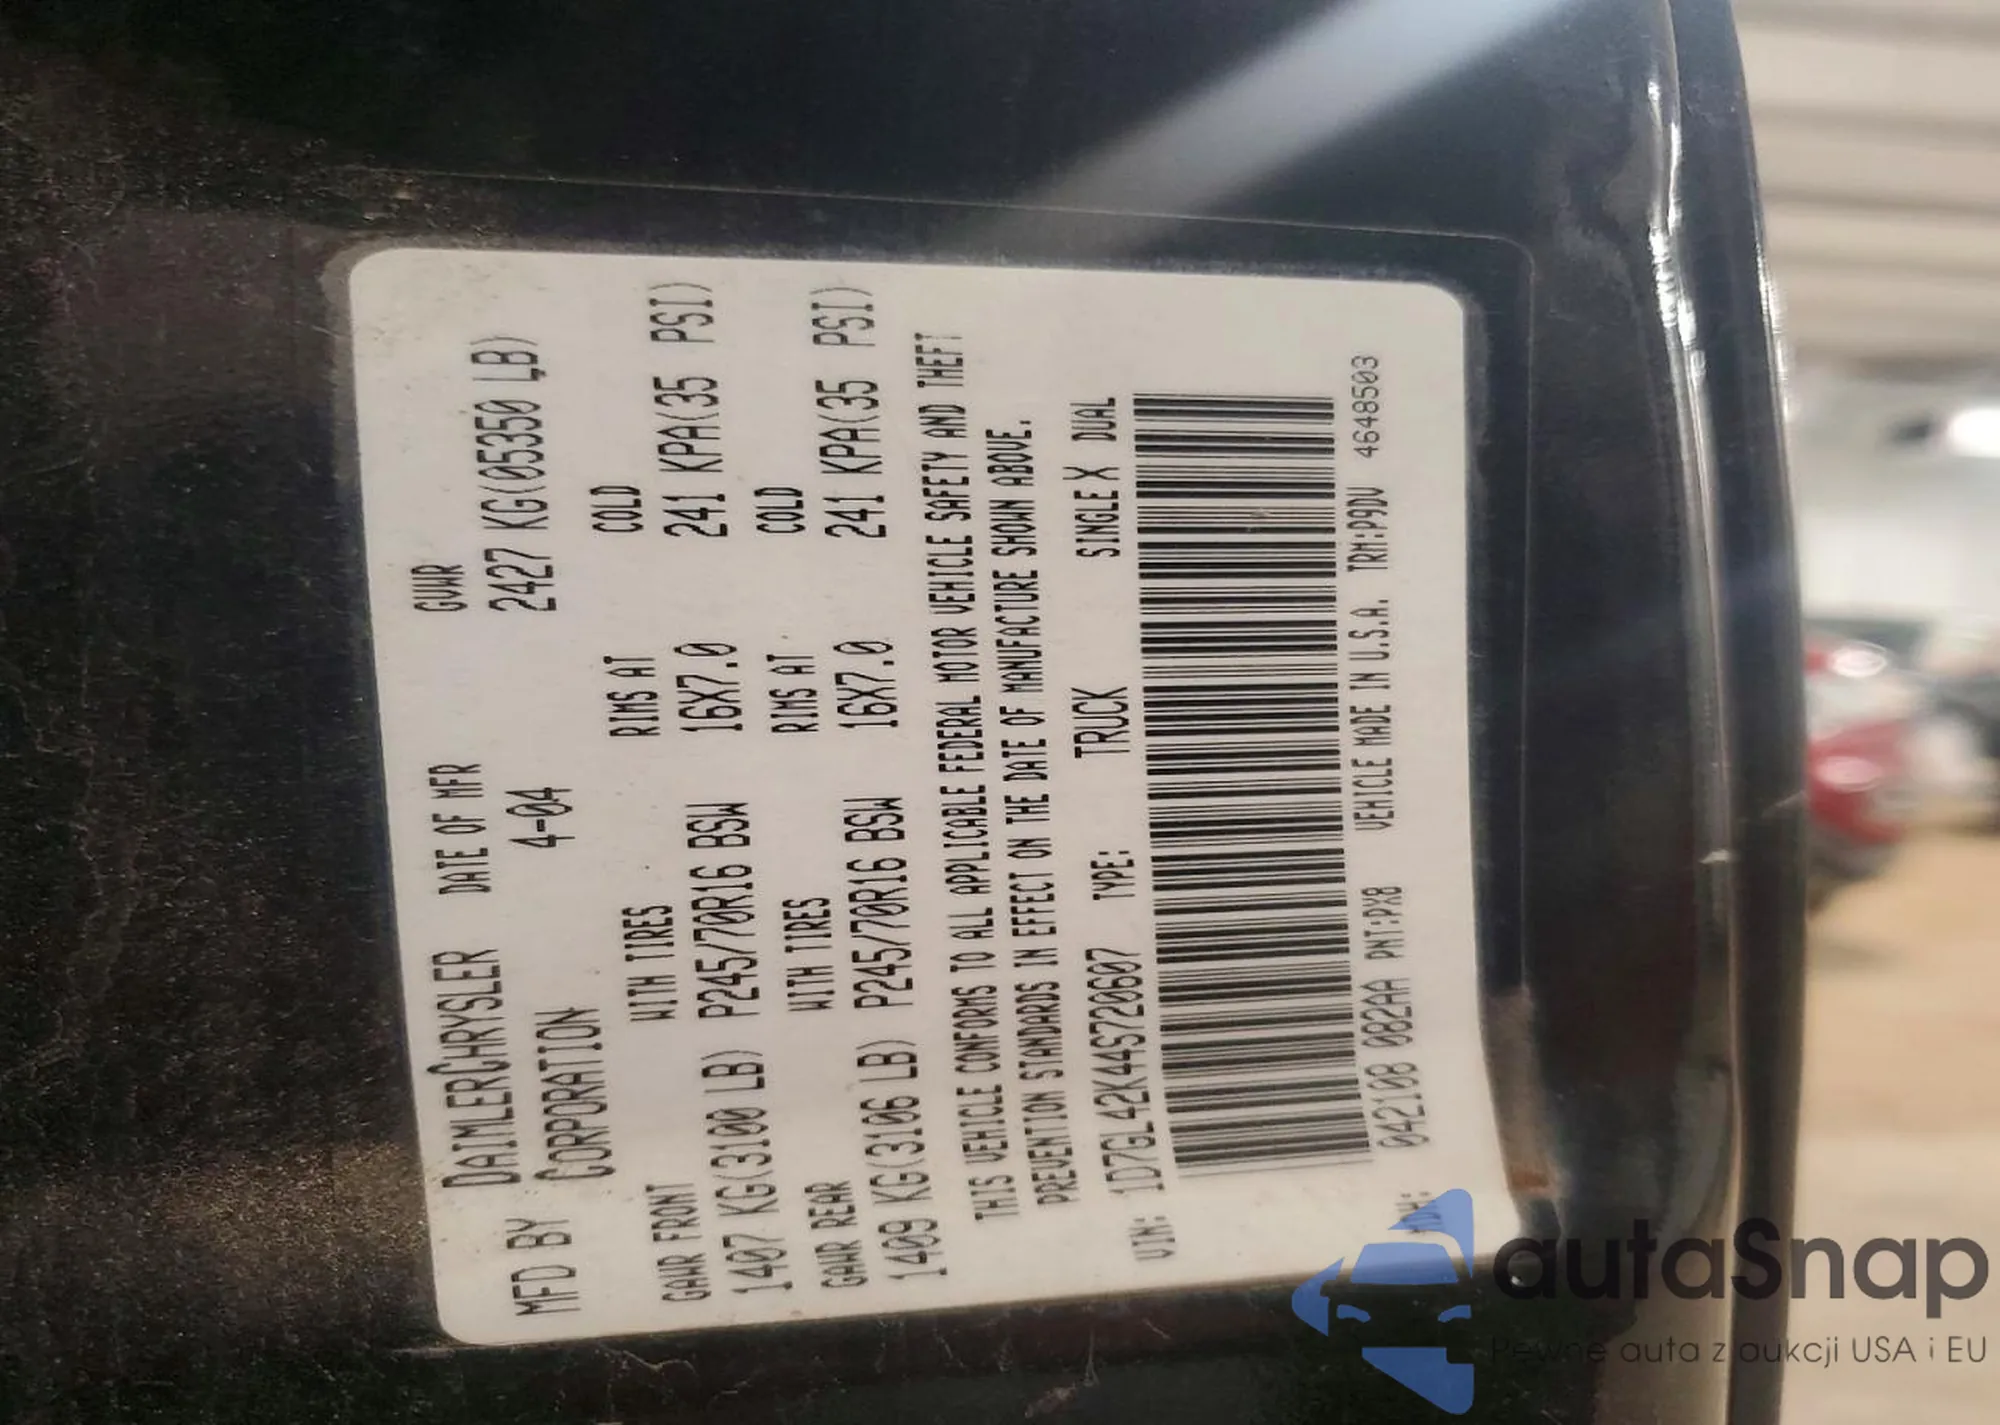 MFD BY DAIMLERCHRYSLER DATE OF MFR GVWR
CORPORATION 4-04 2427 KG(05350 LB)
GAWR FRONT WITH TIRES RIMS AT COLD
1407 KG(3100 LB) P245/70R16 BSW 16X7.0 241 KPA(35 PSI)
GAWR REAR WITH TIRES RIMS AT COLD
1409 KG(3106 LB) P245/70R16 BSW 16X7.0 241 KPA(35 PSI)
THIS VEHICLE CONFORMS TO ALL APPLICABLE FEDERAL MOTOR VEHICLE SAFETY AND THEFT
PREVENTION STANDARDS IN EFFECT ON THE DATE OF MANUFACTURE SHOWN ABOVE.
VIN: 1D7GL42K44S720607 TYPE: TRUCK SINGLE X DUAL
MDH: 042108 082AA PNT:PX8 VEHICLE MADE IN U.S.A. TRM:P9DV 4648503
autaSnap
Pewne auta z aukcji USA i EU